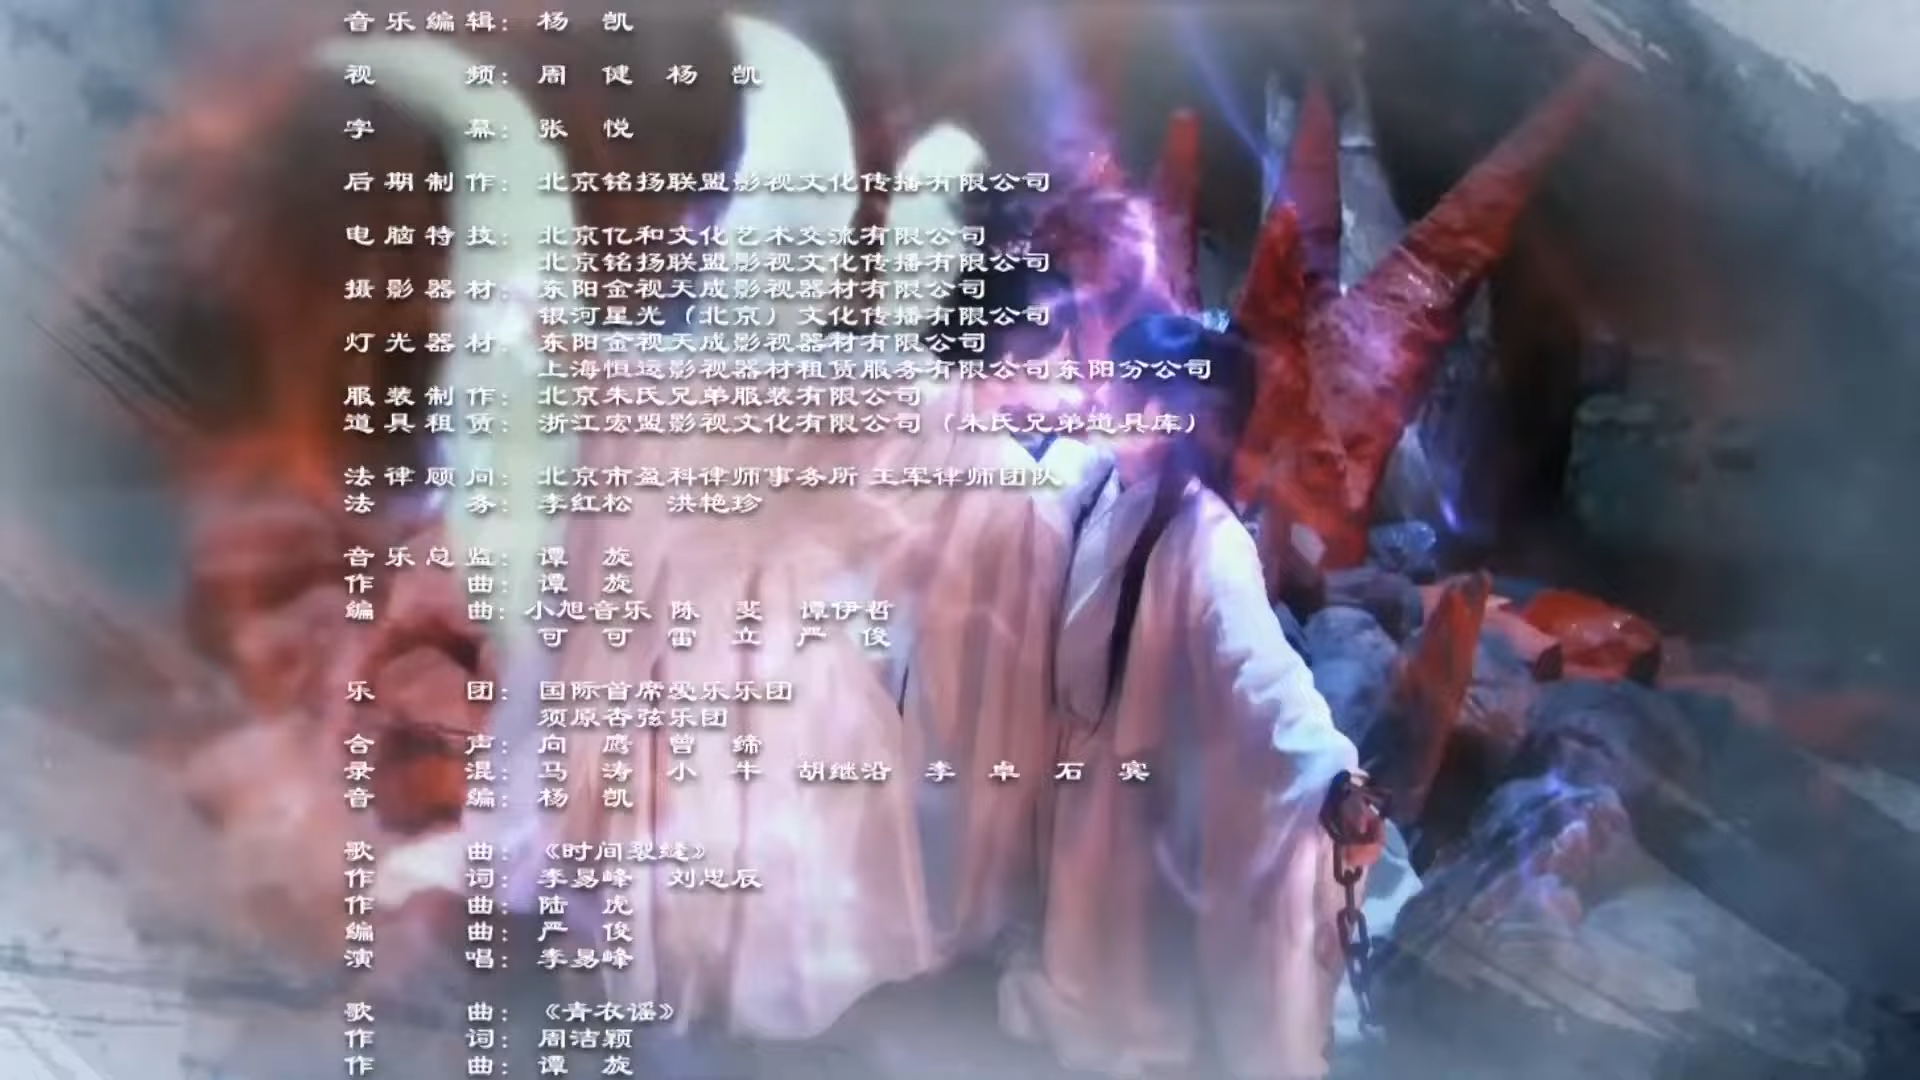 音乐编辑：杨 凯
视 频：周 健 杨 凯
字 幕：张 悦
后期制作：北京铭扬联盟影视文化传播有限公司
电脑特技：北京亿和文化艺术交流有限公司
北京铭扬联盟影视文化传播有限公司
摄影器材：东阳金视天成影视器材有限公司
银河星光（北京）文化传播有限公司
灯光器材：东阳金视天成影视器材有限公司
上海恒运影视器材租赁服务有限公司东阳分公司
服装制作：北京朱氏兄弟服装有限公司
道具租赁：浙江宏盟影视文化有限公司（朱氏兄弟道具库）
法律顾问：北京市盈科律师事务所 王军律师团队
法 务：李红松 洪艳珍
音乐总监：谭 旋
作 曲：谭 旋
编 曲：小旭音乐 陈 斐 谭伊哲
可 可 雷 立 严 俊
乐 团：国际首席爱乐乐团
须原杏弦乐团
合 声：向 鹰 曾 缔
录 混：马 涛 小 牛 胡继沿 李 卓 石 宾
音 编：杨 凯
歌 曲：《时间裂缝》
作 词：李易峰 刘思辰
作 曲：陆 虎
编 曲：严 俊
演 唱：李易峰
歌 曲：《青衣谣》
作 词：周洁颖
作 曲：谭 旋